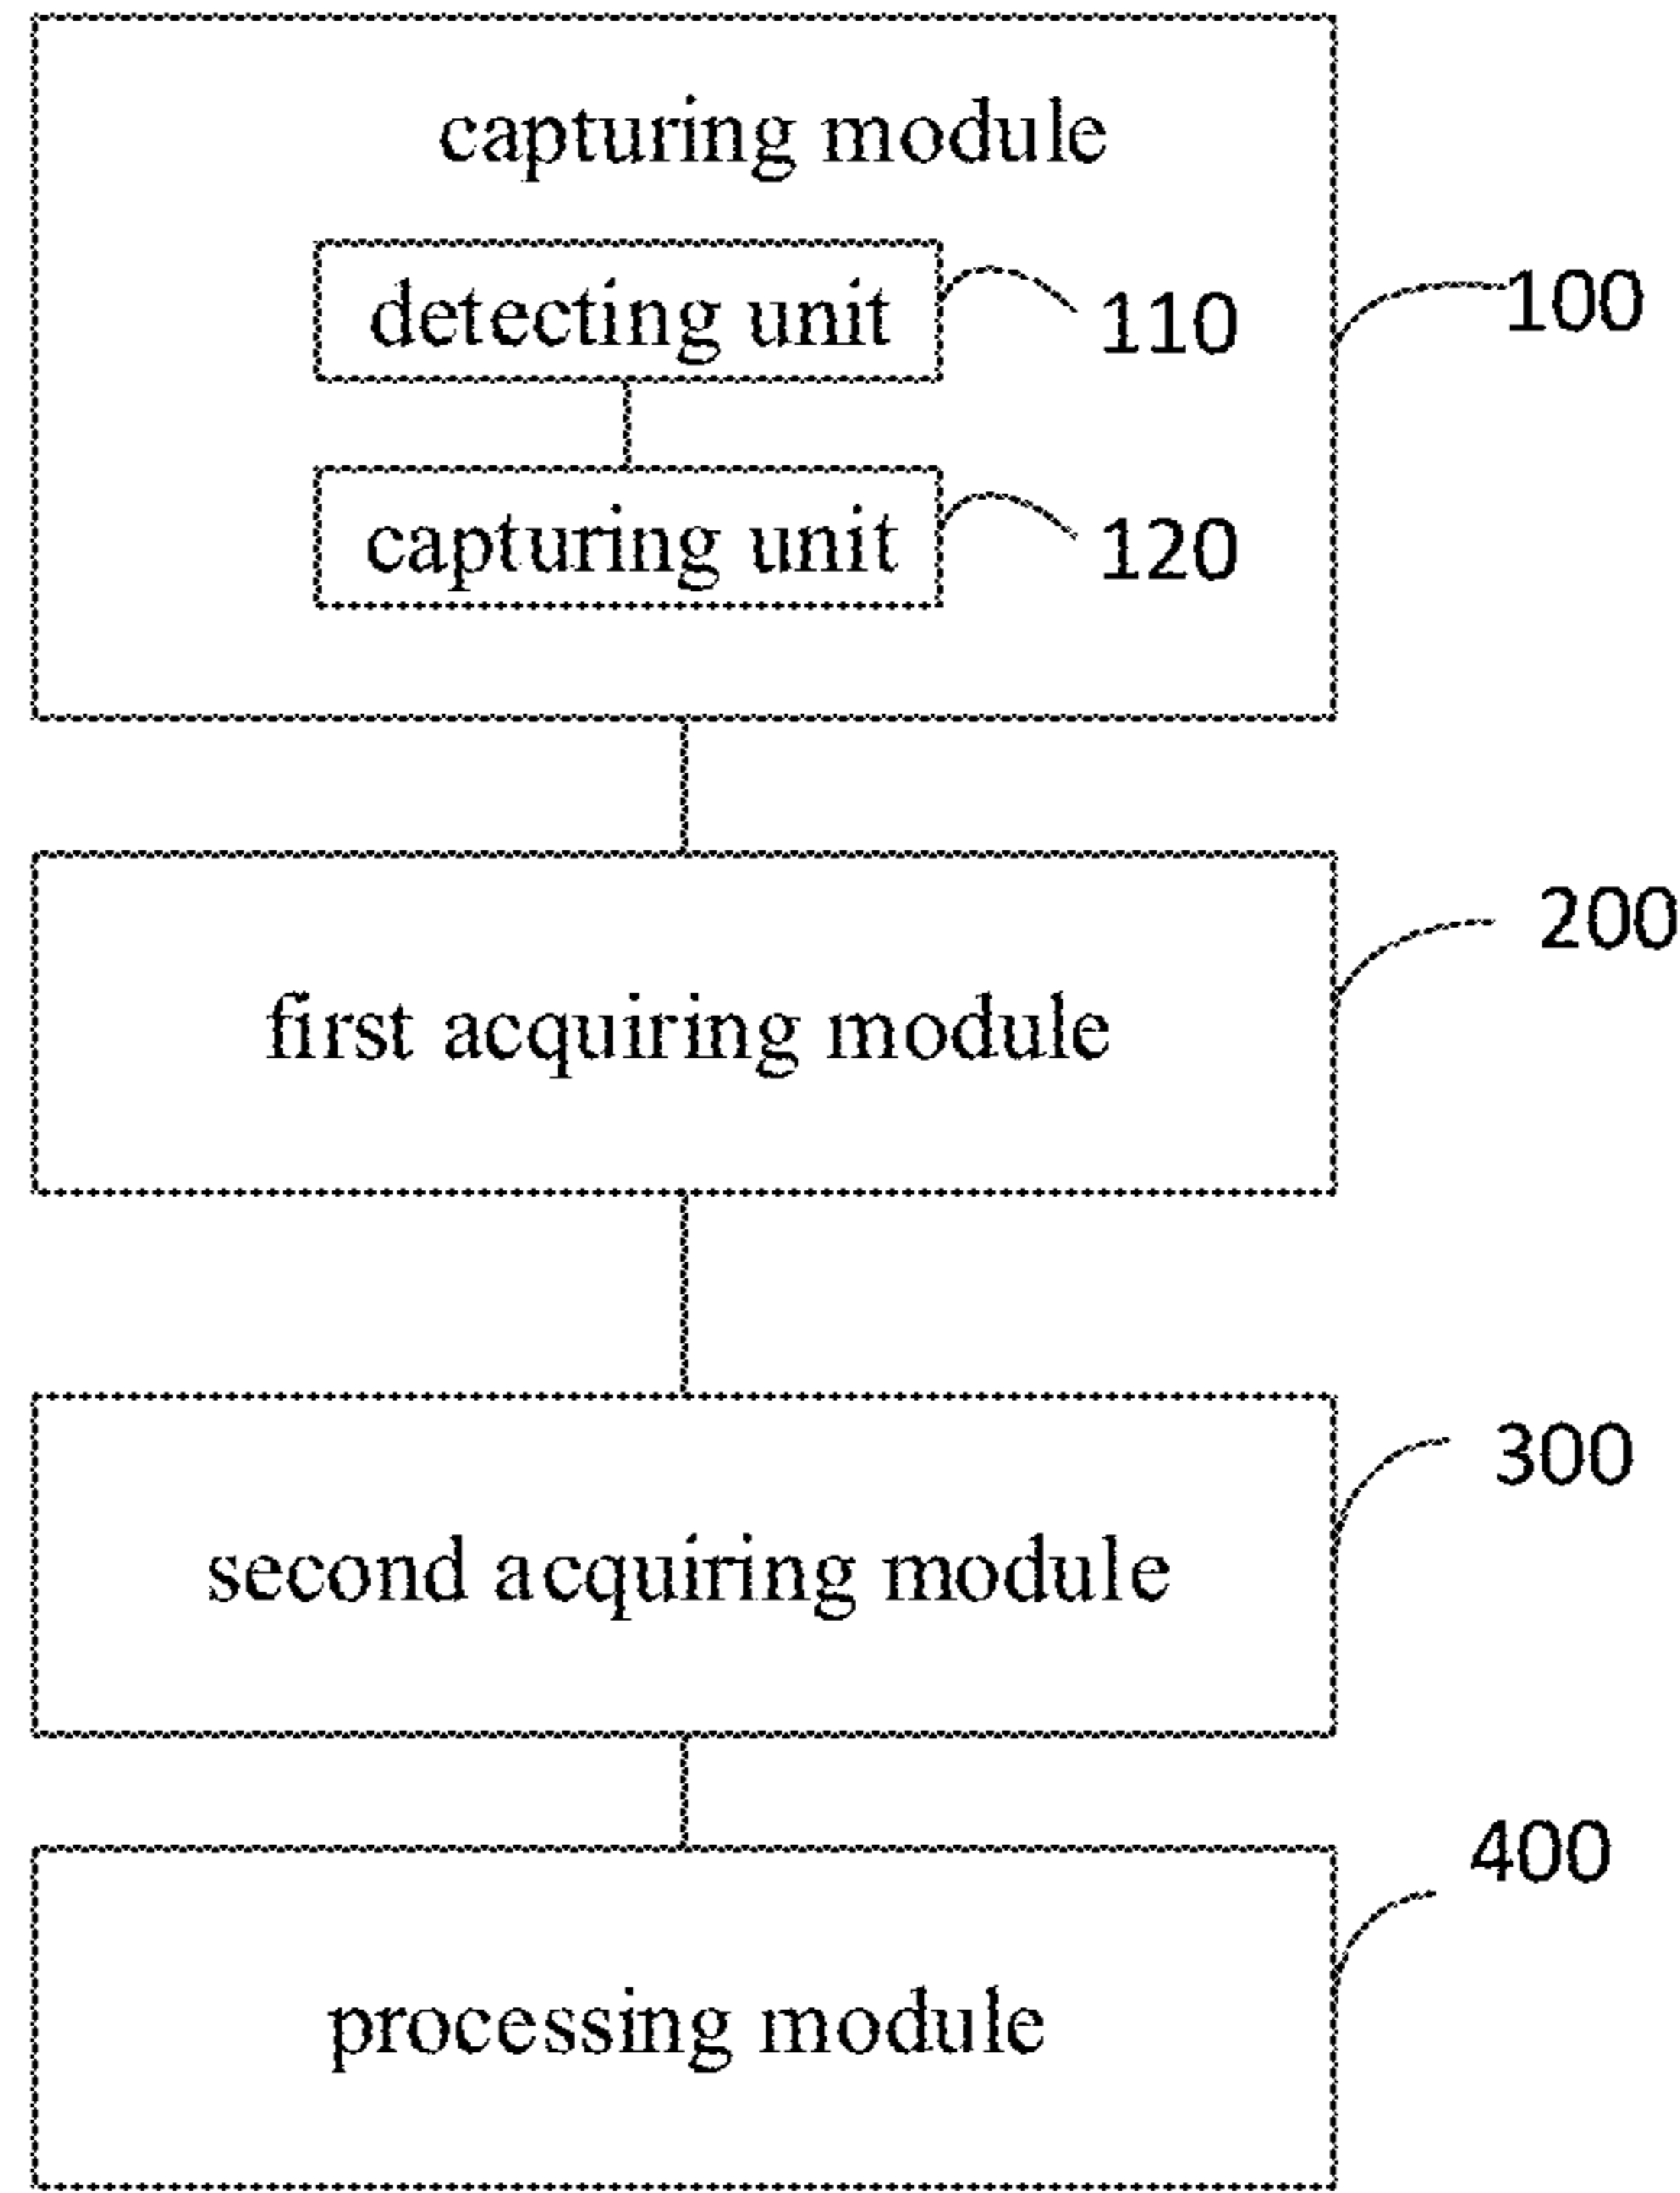 capturing module
detecting unit
110
100
capturing unit
120
200
first acquiring module
300
second acquiring module
400
processing module